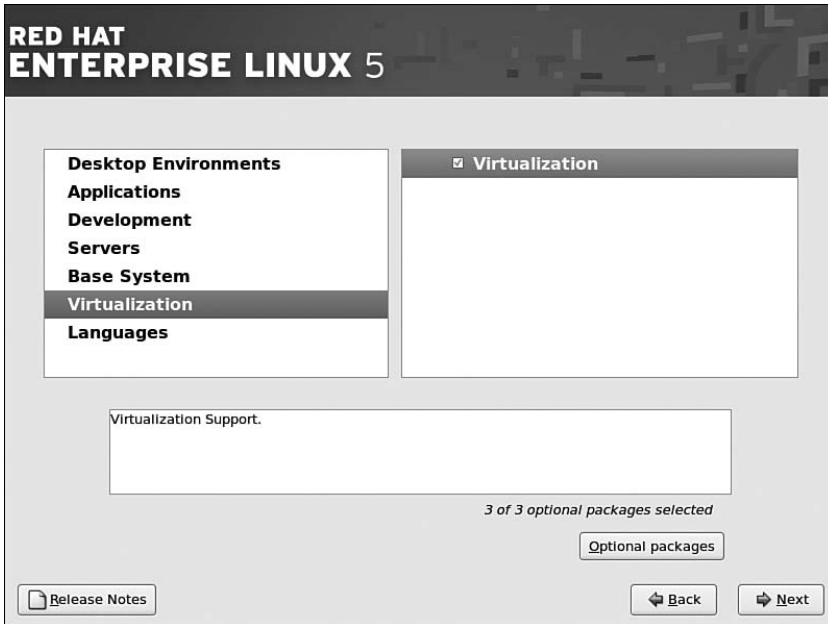 RED HAT
ENTERPRISE LINUX 5
Desktop Environments
Applications
Development
Servers
Base System
Virtualization
Languages
Virtualization
Virtualization Support.
3 of 3 optional packages selected
Optional packages
Release Notes
Back
Next